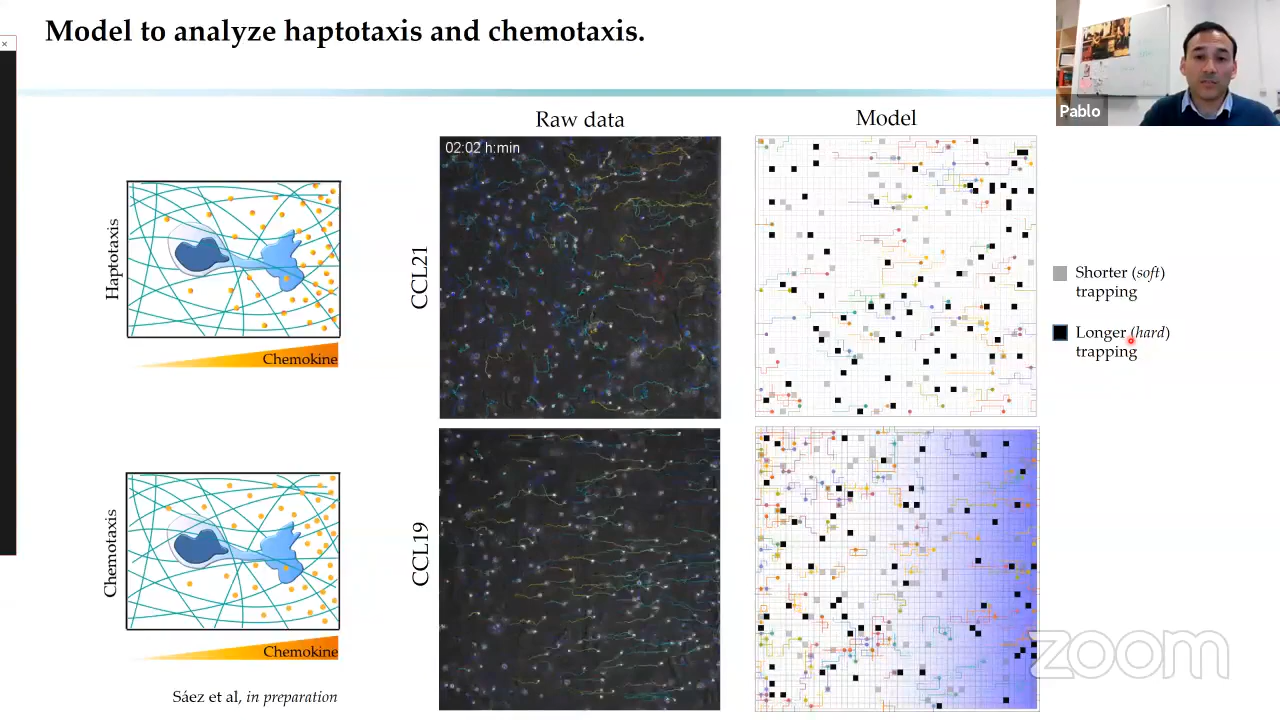 Model to analyze haptotaxis and chemotaxis.
Pablo
Raw data
Model
02:02 h:min
Haptotaxis
CCL21
Chemokine
Shorter (soft)
trapping
Longer (hard)
trapping
Chemotaxis
CCL19
Chemokine
Sáez et al, in preparation
zoom